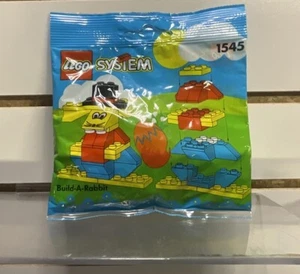 LEGO SYSTEM
1545
Build-A-Rabbit